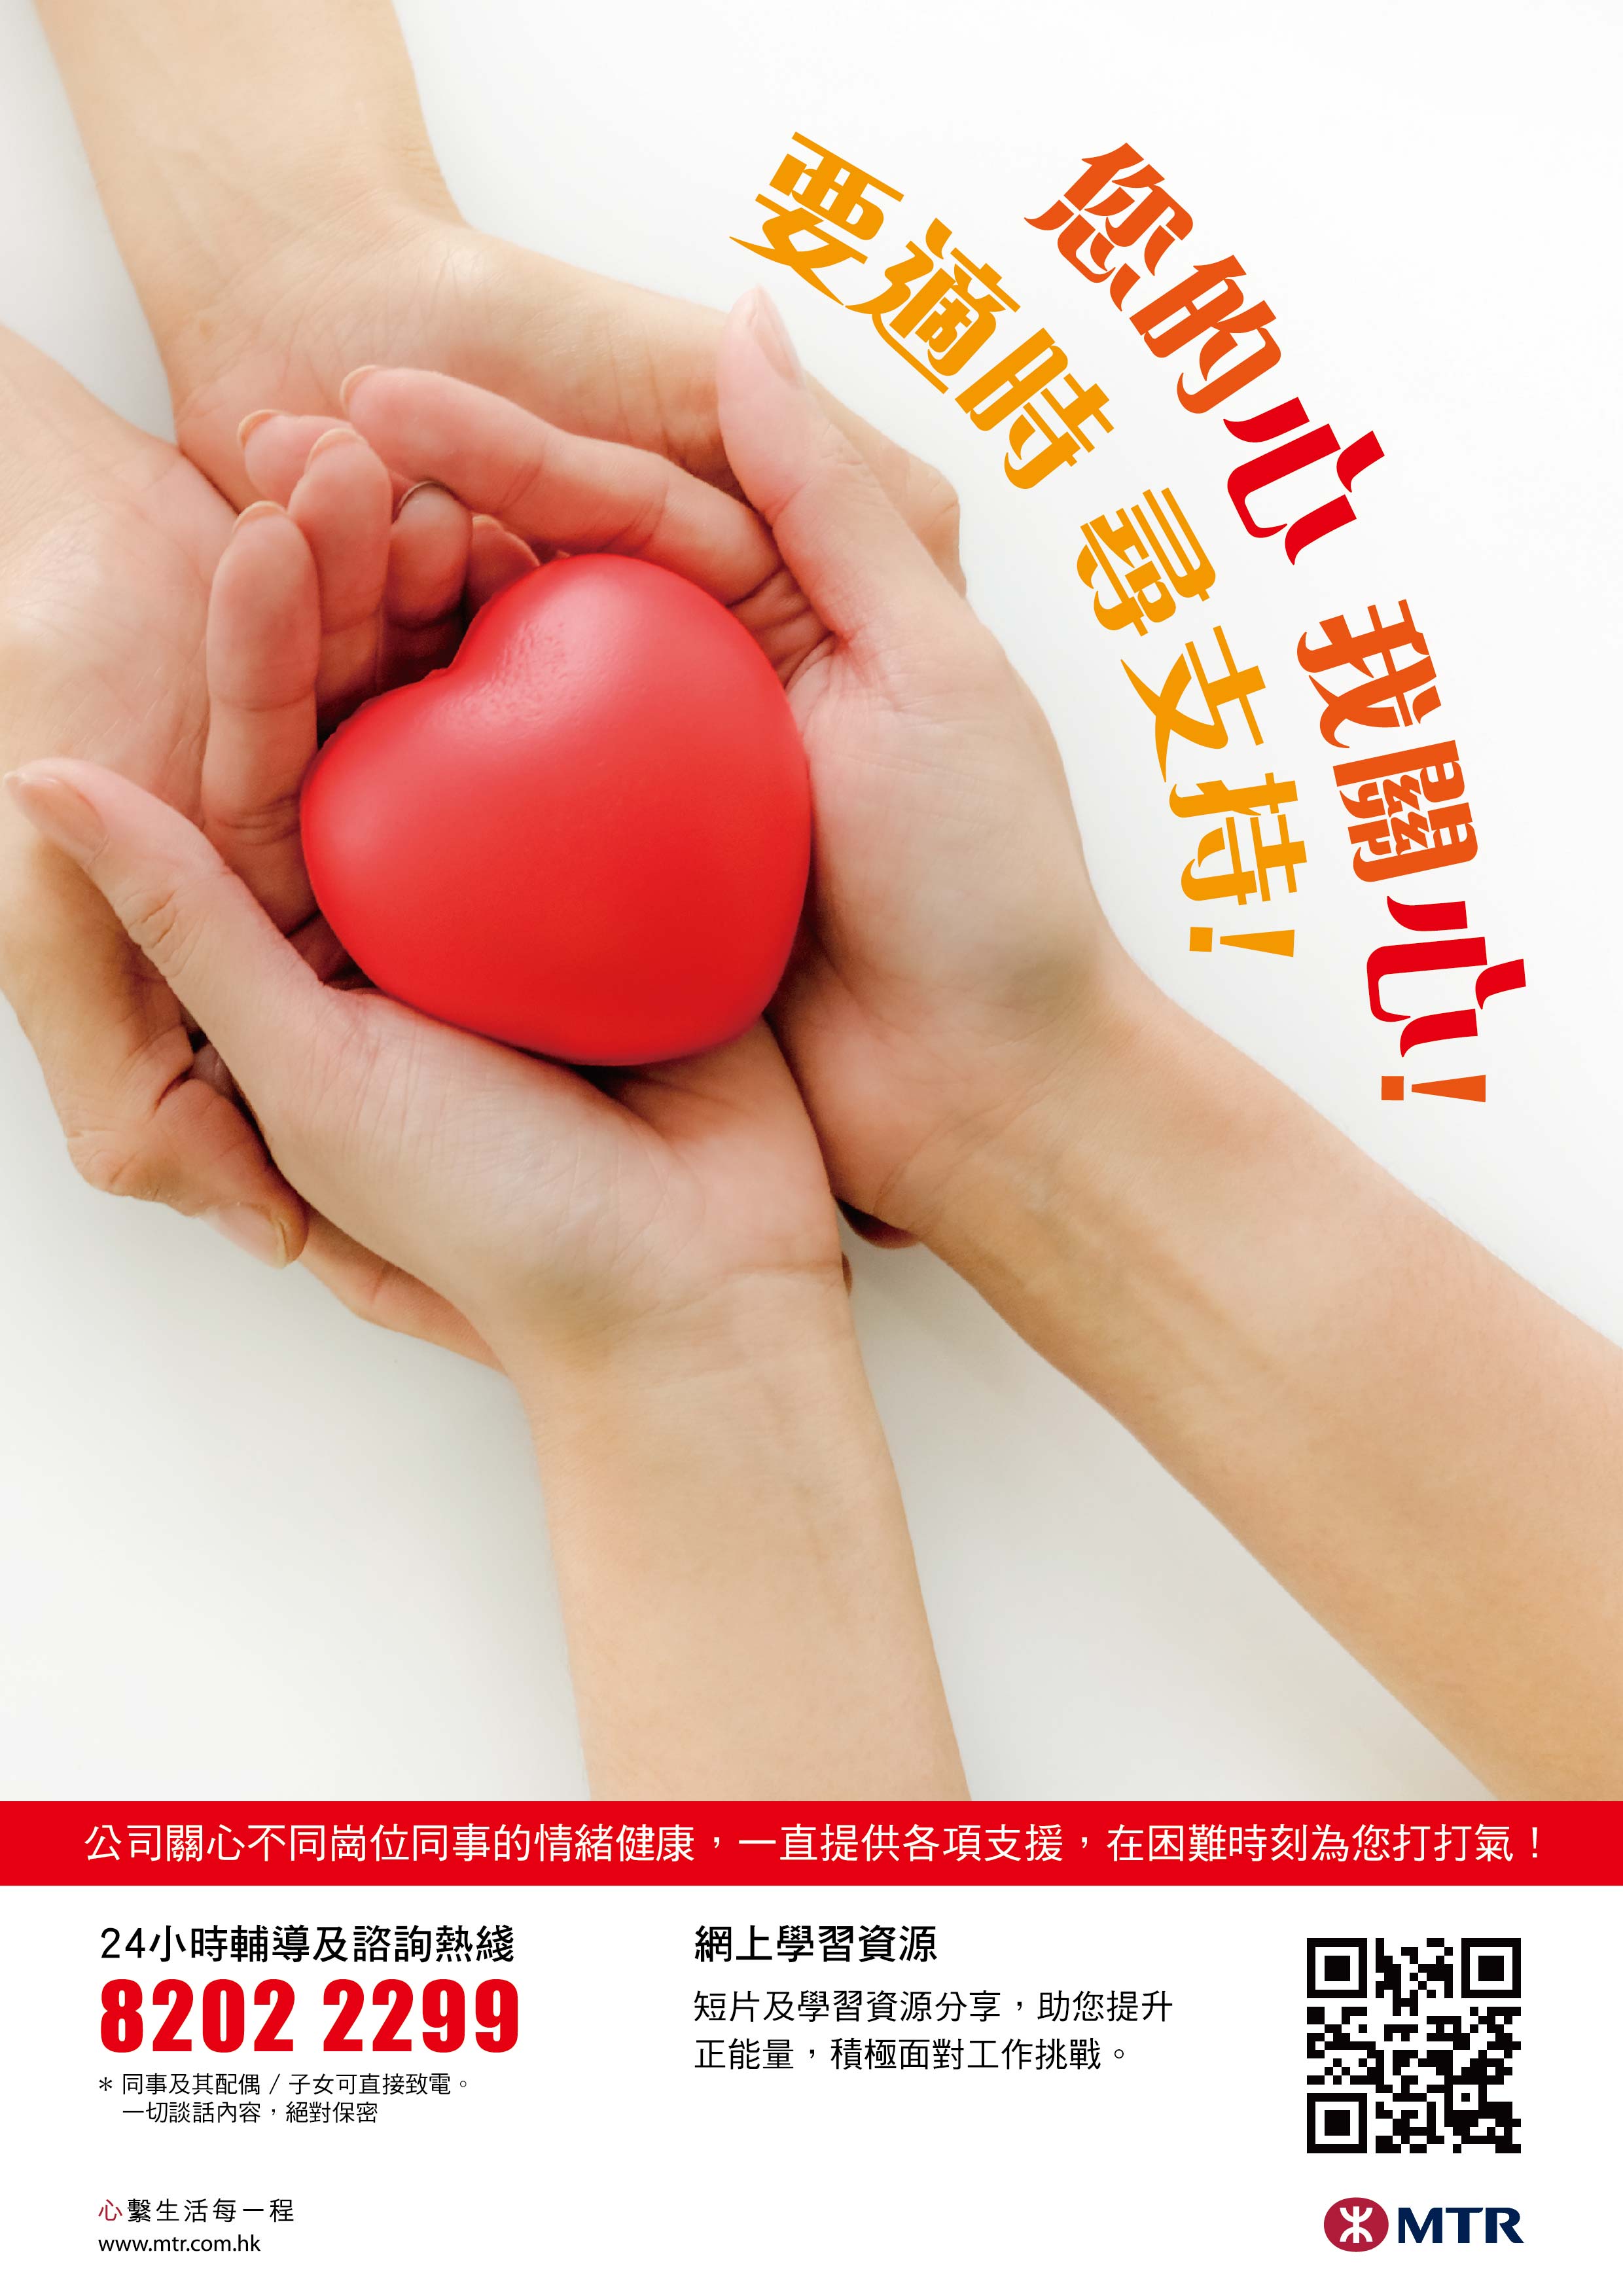 您的心 我關心!
要適時 尋支持!
公司關心不同崗位同事的情緒健康，一直提供各項支援，在困難時刻為您打打氣！
24小時輔導及諮詢熱綫
8202 2299
* 同事及其配偶 / 子女可直接致電。
一切談話內容，絕對保密
網上學習資源
短片及學習資源分享，助您提升
正能量，積極面對工作挑戰。
心繫生活每一程
www.mtr.com.hk
MTR